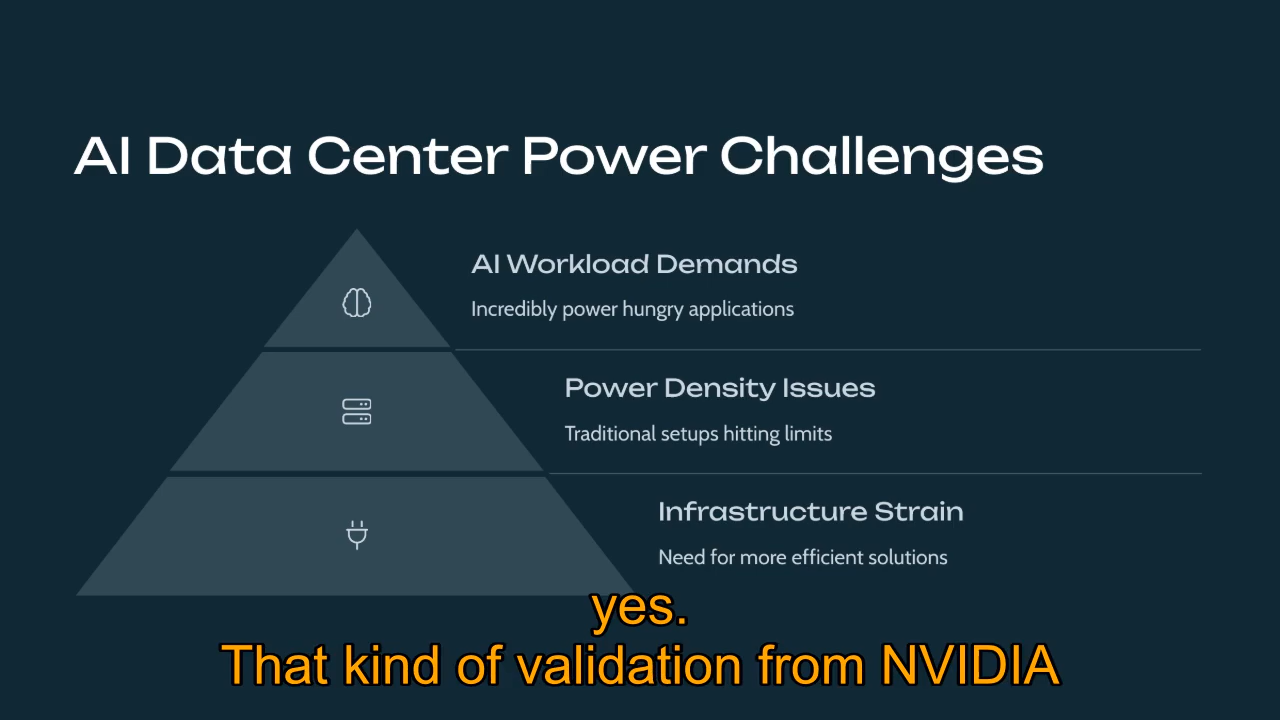 AI Data Center Power Challenges
AI Workload Demands
Incredibly power hungry applications
Power Density Issues
Traditional setups hitting limits
Infrastructure Strain
Need for more efficient solutions
yes.
That kind of validation from NVIDIA